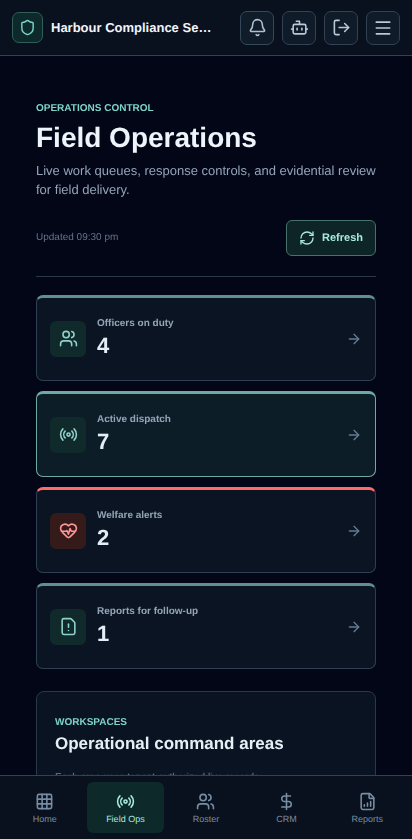 Harbour Compliance Se...
OPERATIONS CONTROL
Field Operations
Live work queues, response controls, and evidential review
for field delivery.
Updated 09:30 pm
Refresh
Officers on duty
4
Active dispatch
7
Welfare alerts
2
Reports for follow-up
1
WORKSPACES
Operational command areas
Home
Field Ops
Roster
CRM
Reports